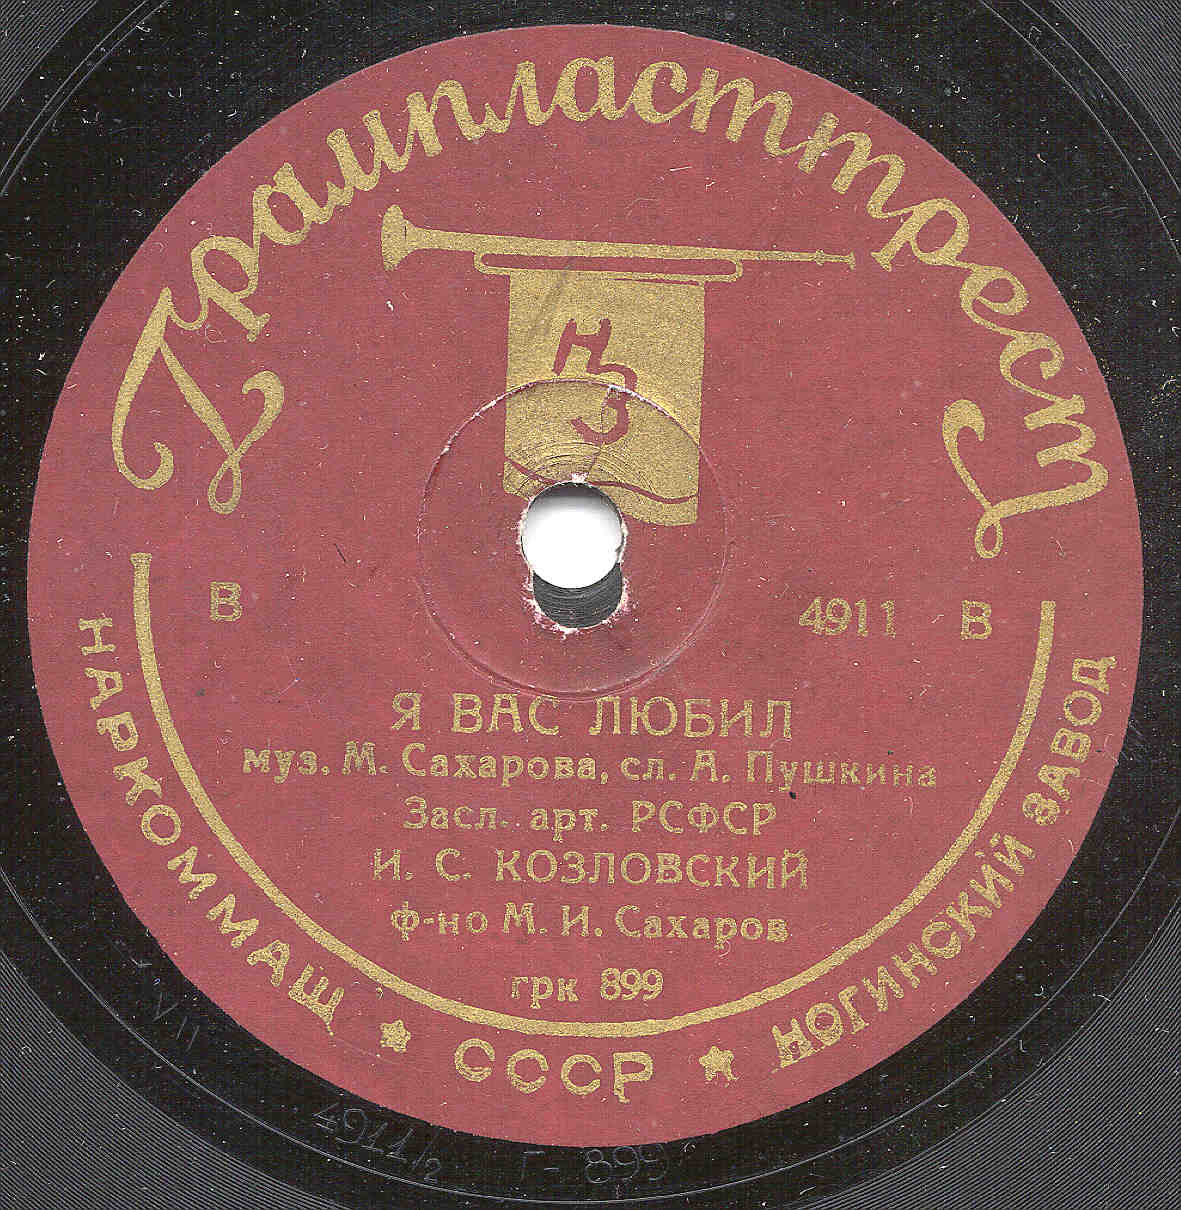 Грампласттрест
НЗ
В 4911 В
Я ВАС ЛЮБИЛ
муз. М. Сахарова, сл. А. Пушкина
Засл. арт. РСФСР
И. С. КОЗЛОВСКИЙ
ф-но М. И. Сахаров
грк 899
НАРКОММАШ ★ СССР ★ НОГИНСКИЙ ЗАВОД
VII
4911/2 Г-899